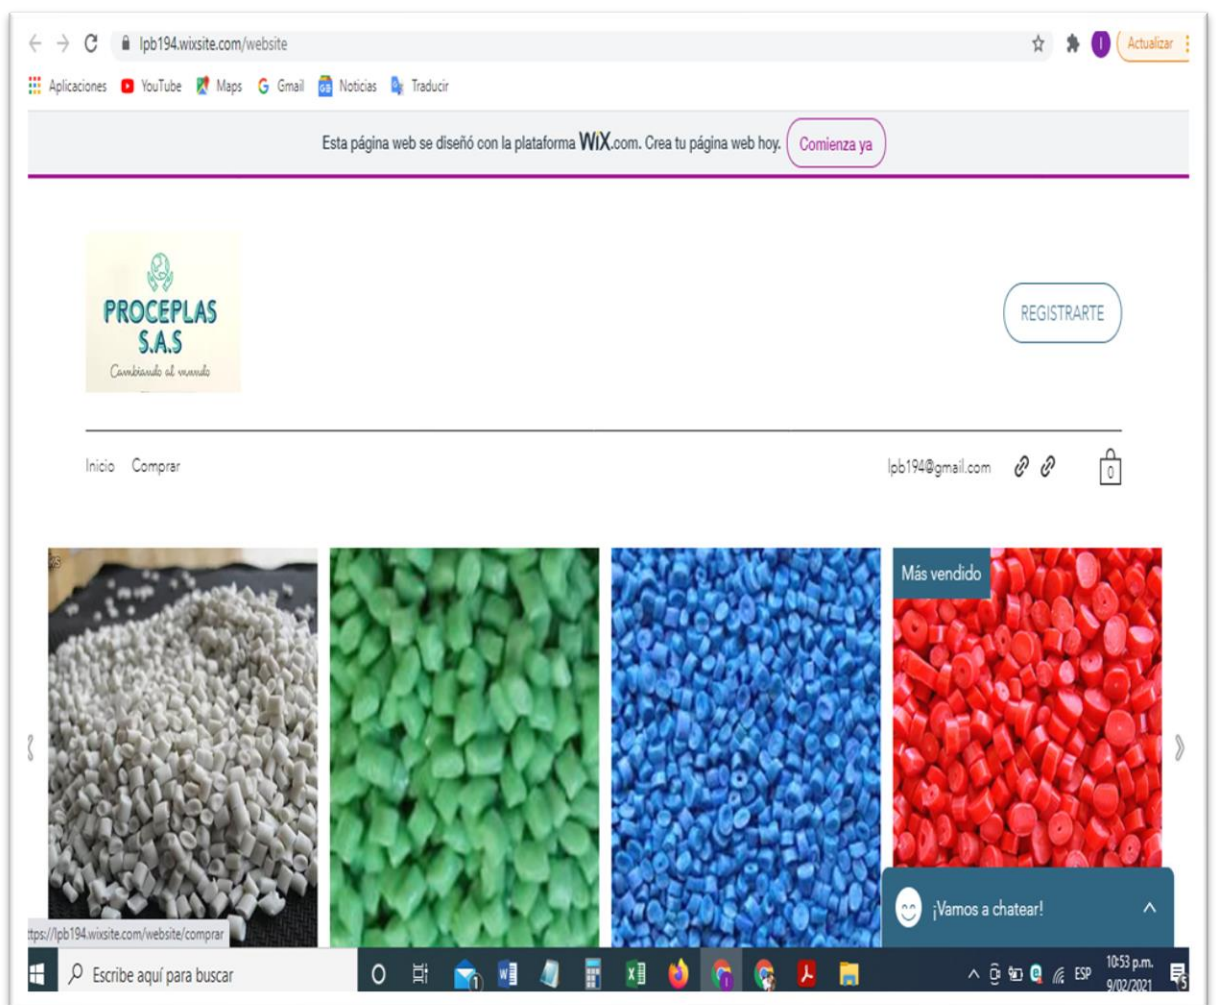 lpb194.wixsite.com/website
Actualizar
Aplicaciones YouTube Maps Gmail Noticias Traducir
Esta página web se diseñó con la plataforma WiX.com. Crea tu página web hoy. Comienza ya
PROCEPLAS
S.A.S
Cambiando al mundo
REGISTRARTE
Inicio Comprar lpb194@gmail.com 0
Más vendido
¡Vamos a chatear!
ttps://lpb194.wixsite.com/website/comprar
Escribe aquí para buscar
ESP
10:53 p.m.
9/02/2021